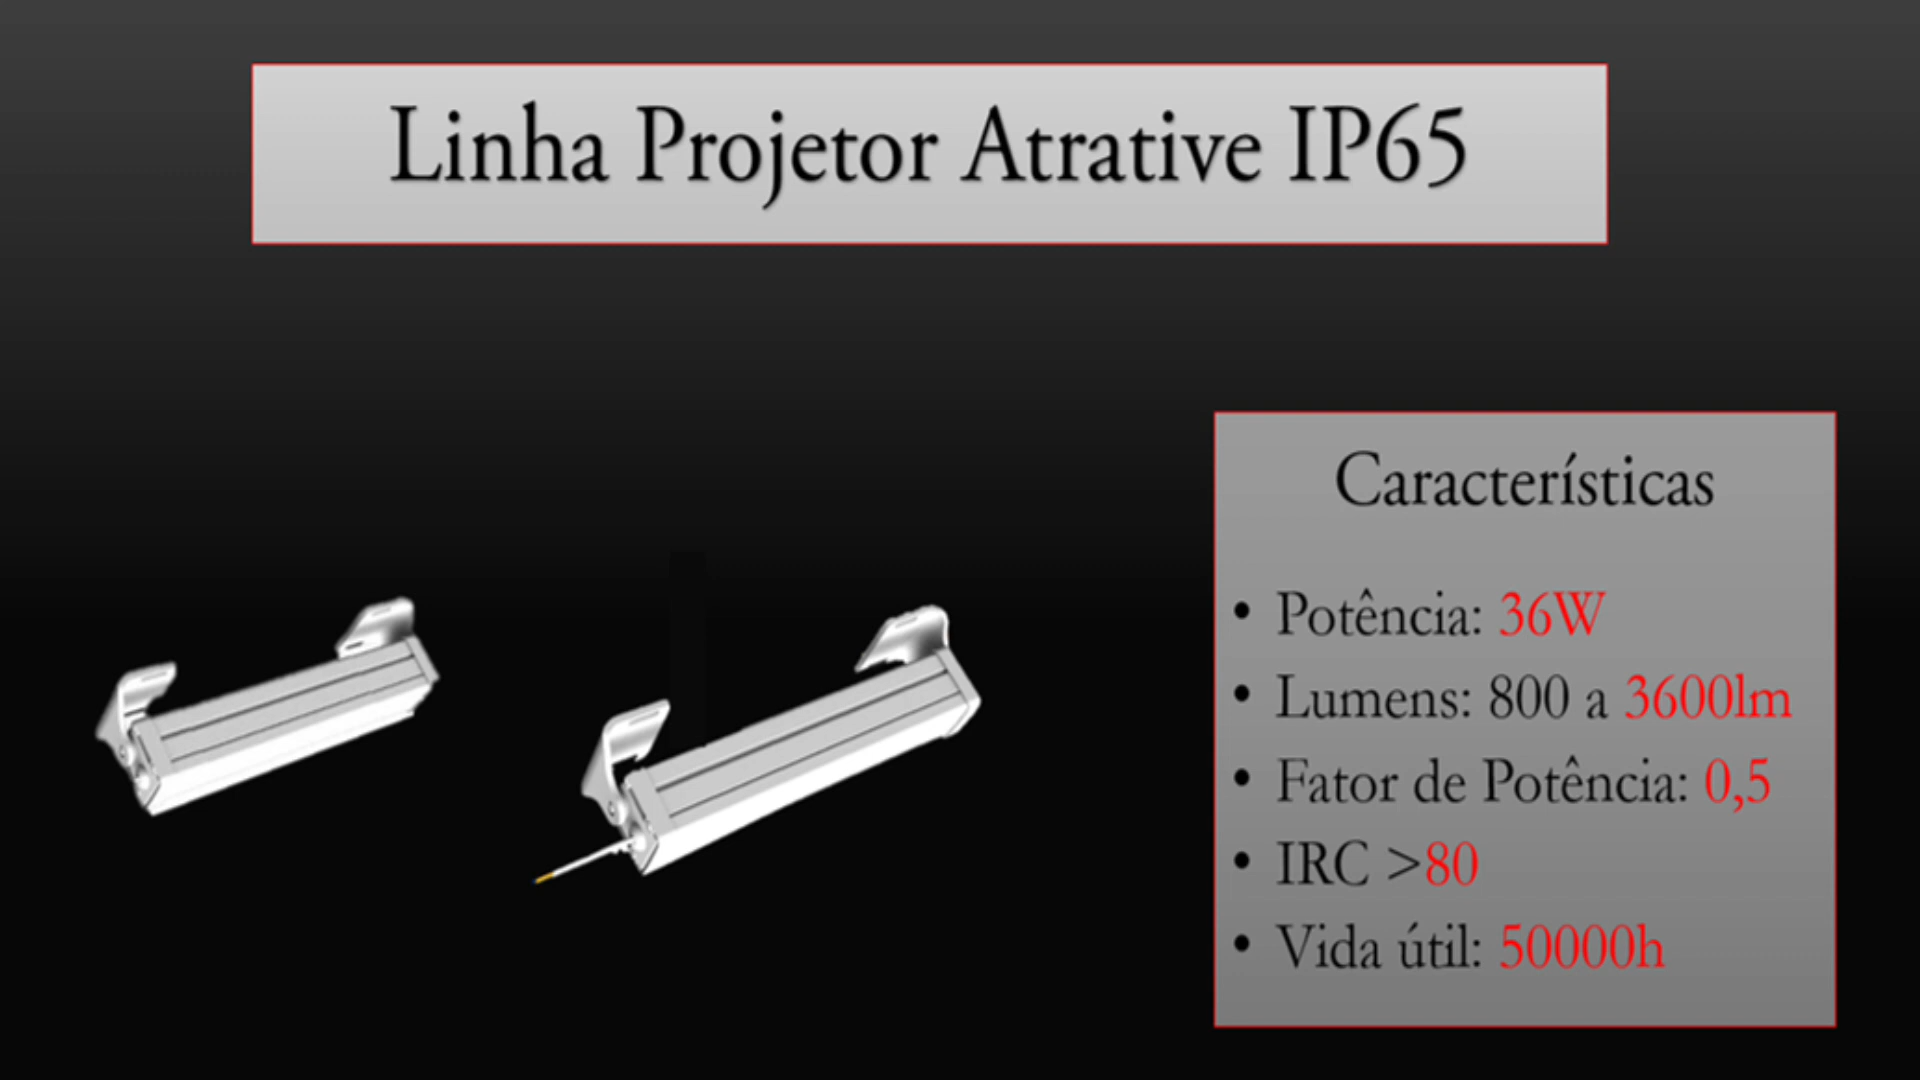 Linha Projetor Atrative IP65
Características
• Potência: 36W
• Lumens: 800 a 3600lm
• Fator de Potência: 0,5
• IRC >80
• Vida útil: 50000h